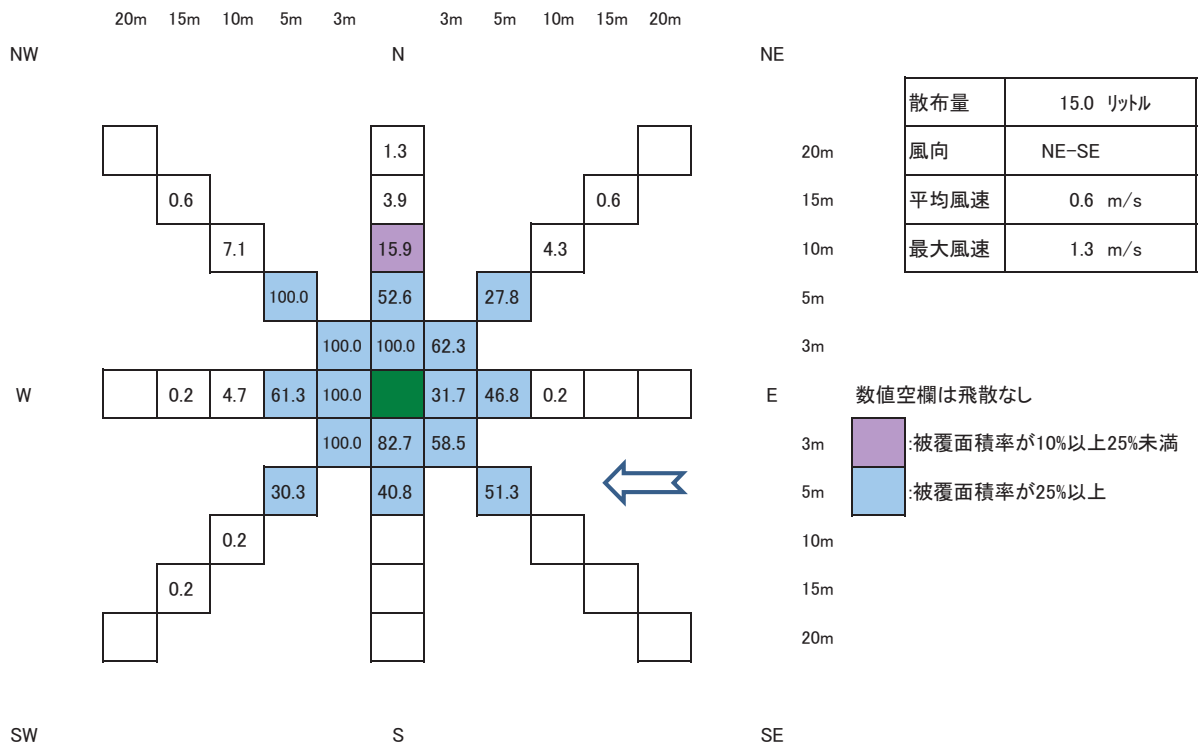 20m 15m 10m 5m 3m 3m 5m 10m 15m 20m
NW N NE
散布量 15.0 リットル
1.3 20m 風向 NE-SE
0.6 3.9 0.6 15m 平均風速 0.6 m/s
7.1 15.9 4.3 10m 最大風速 1.3 m/s
100.0 52.6 27.8 5m
100.0 100.0 62.3 3m
W 0.2 4.7 61.3 100.0 31.7 46.8 0.2 E 数値空欄は飛散なし
100.0 82.7 58.5 3m :被覆面積率が10%以上25%未満
30.3 40.8 51.3 5m :被覆面積率が25%以上
0.2 10m
0.2 15m
20m
SW S SE